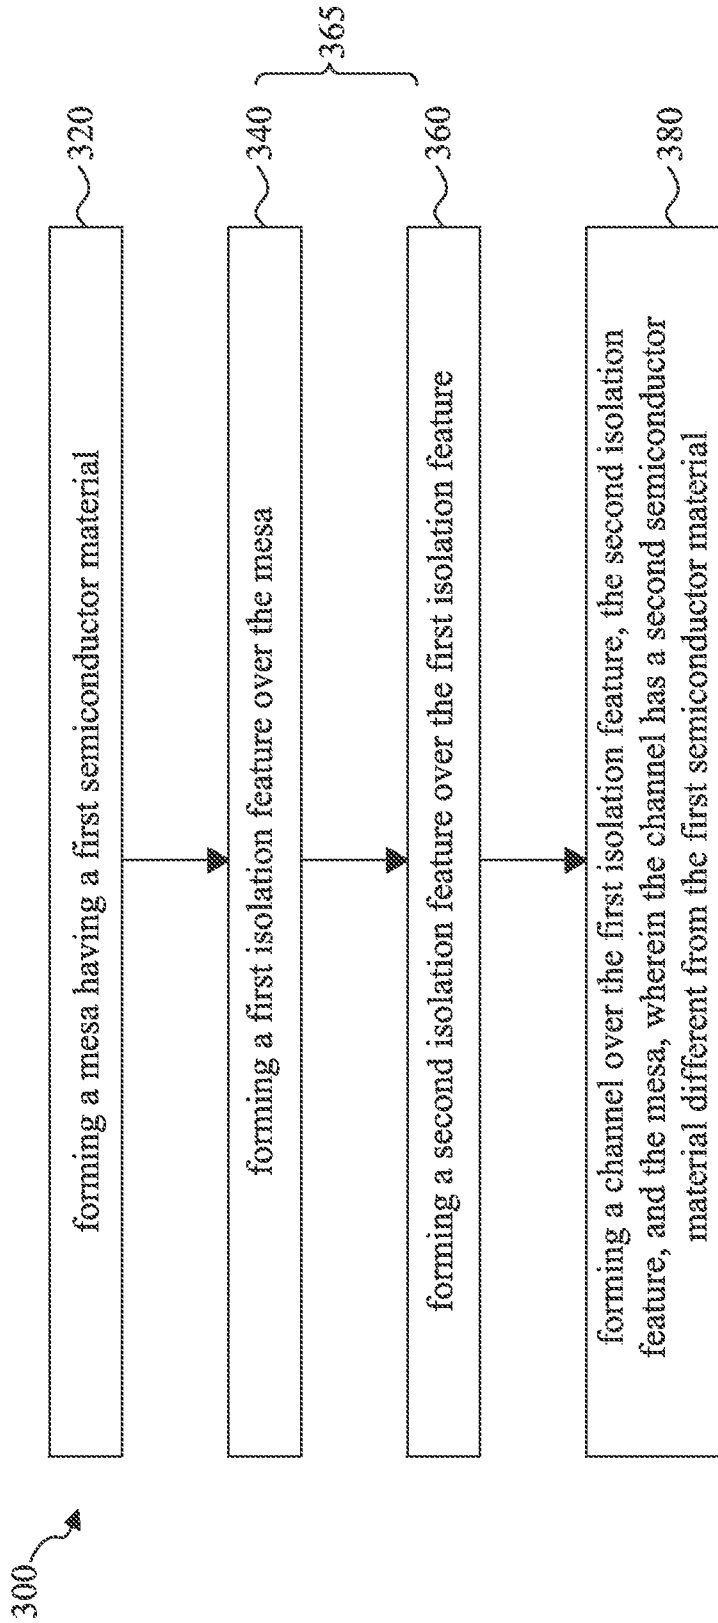 300
forming a mesa having a first semiconductor material
320
forming a first isolation feature over the mesa
340
365
forming a second isolation feature over the first isolation feature
360
forming a channel over the first isolation feature, the second isolation
feature, and the mesa, wherein the channel has a second semiconductor
material different from the first semiconductor material
380